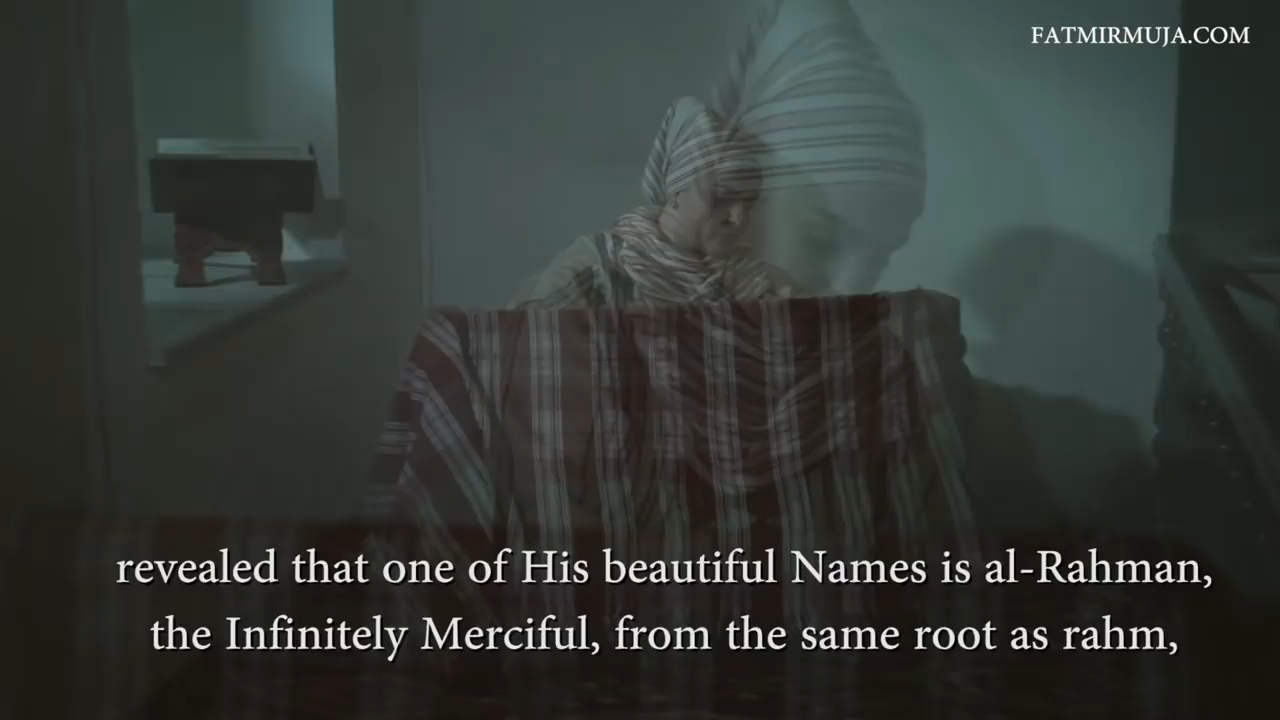 FATMIRMUJA.COM
revealed that one of His beautiful Names is al-Rahman,
the Infinitely Merciful, from the same root as rahm,